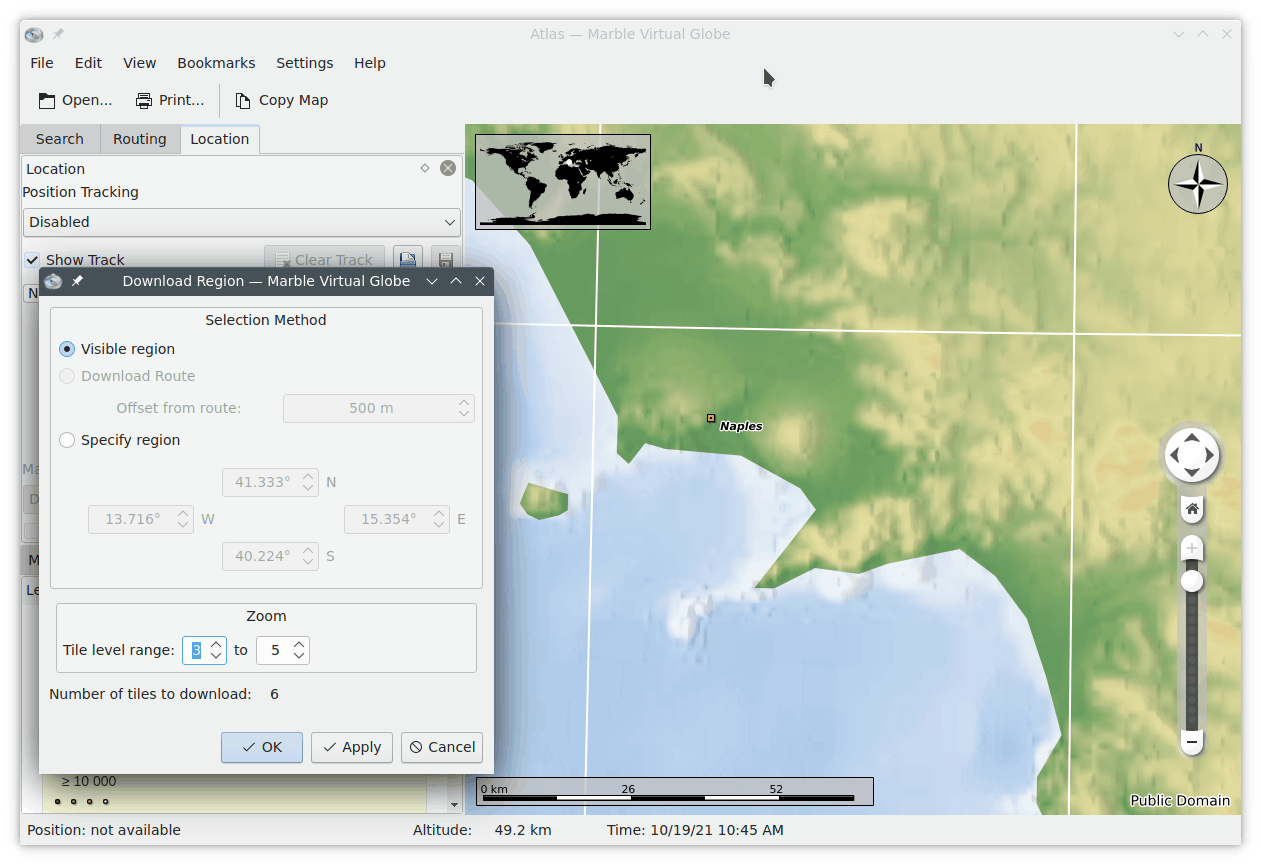 Atlas — Marble Virtual Globe
File Edit View Bookmarks Settings Help
Open... Print... Copy Map
Search Routing Location
Location
Position Tracking
Disabled
Show Track Clear Track
N
Download Region — Marble Virtual Globe
Selection Method
Visible region
Download Route
Offset from route: 500 m
Specify region
41.333° N
13.716° W 15.354° E
40.224° S
Zoom
Tile level range: 3 to 5
Number of tiles to download: 6
OK Apply Cancel
Ma
D
M
Le
≥ 10 000
N
Naples
0 km 26 52
Public Domain
Position: not available Altitude: 49.2 km Time: 10/19/21 10:45 AM